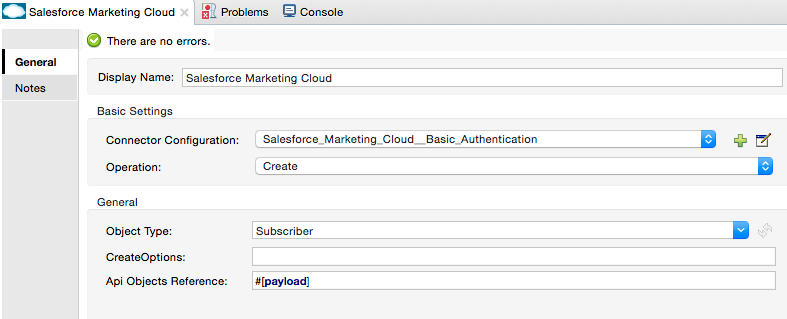 Salesforce Marketing Cloud Problems Console
There are no errors.
General
Notes
Display Name: Salesforce Marketing Cloud
Basic Settings
Connector Configuration: Salesforce_Marketing_Cloud__Basic_Authentication
Operation: Create
General
Object Type: Subscriber
CreateOptions:
Api Objects Reference: #[payload]